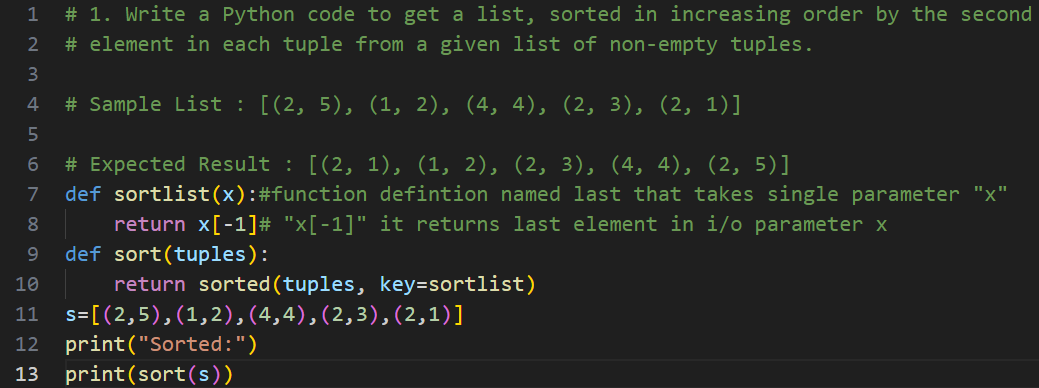 1 # 1. Write a Python code to get a list, sorted in increasing order by the second
2 # element in each tuple from a given list of non-empty tuples.
3
4 # Sample List : [(2, 5), (1, 2), (4, 4), (2, 3), (2, 1)]
5
6 # Expected Result : [(2, 1), (1, 2), (2, 3), (4, 4), (2, 5)]
7 def sortlist(x):#function defintion named last that takes single parameter "x"
8     return x[-1]# "x[-1]" it returns last element in i/o parameter x
9 def sort(tuples):
10     return sorted(tuples, key=sortlist)
11 s=[(2,5),(1,2),(4,4),(2,3),(2,1)]
12 print("Sorted:")
13 print(sort(s))